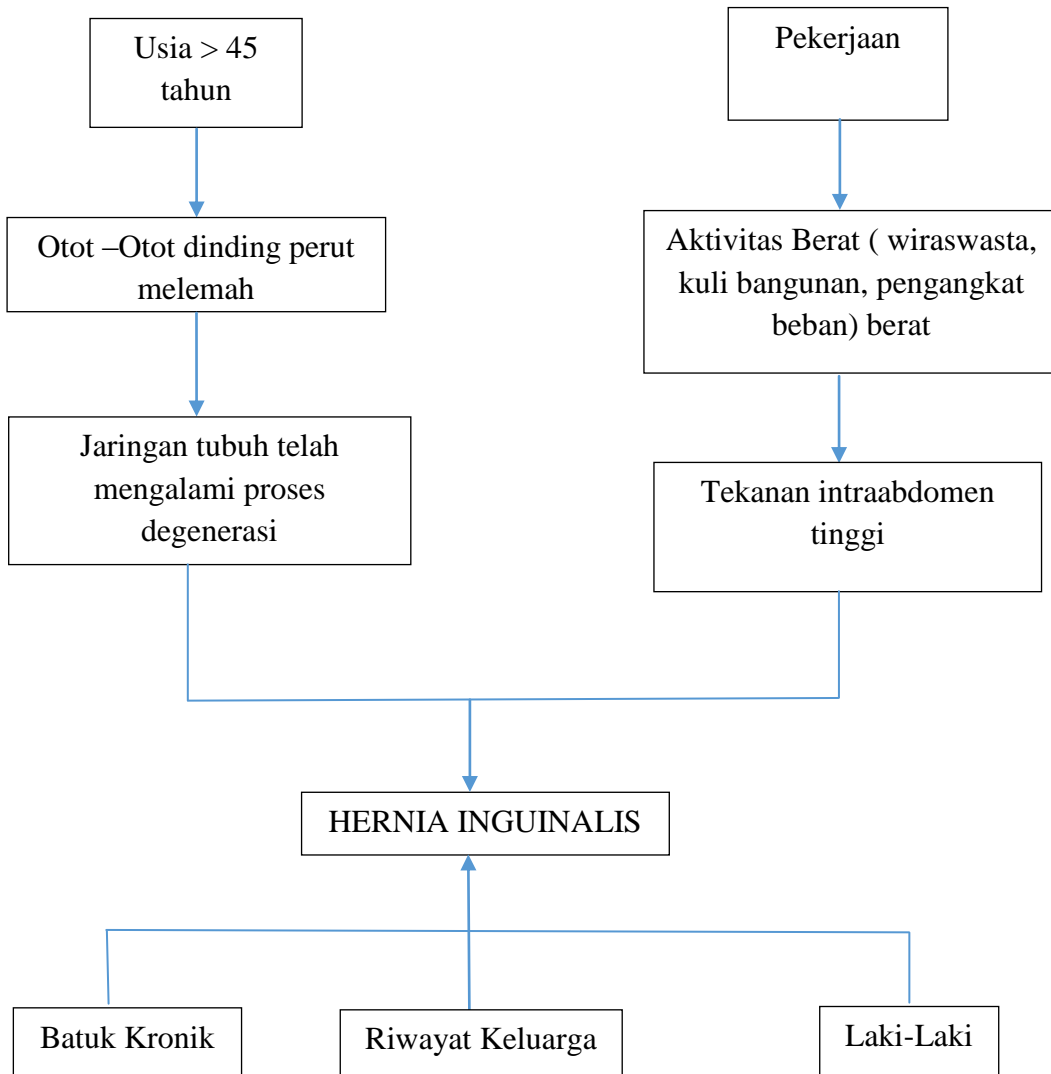 Usia > 45
tahun
Pekerjaan
Otot –Otot dinding perut
melemah
Aktivitas Berat ( wiraswasta,
kuli bangunan, pengangkat
beban) berat
Jaringan tubuh telah
mengalami proses
degenerasi
Tekanan intraabdomen
tinggi
HERNIA INGUINALIS
Batuk Kronik
Riwayat Keluarga
Laki-Laki